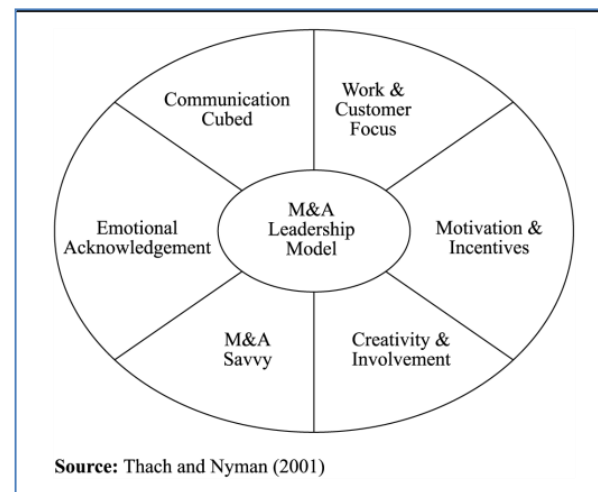 Communication
Cubed
Work &
Customer
Focus
Emotional
Acknowledgement
M&A
Leadership
Model
Motivation &
Incentives
M&A
Savvy
Creativity &
Involvement
Source: Thach and Nyman (2001)